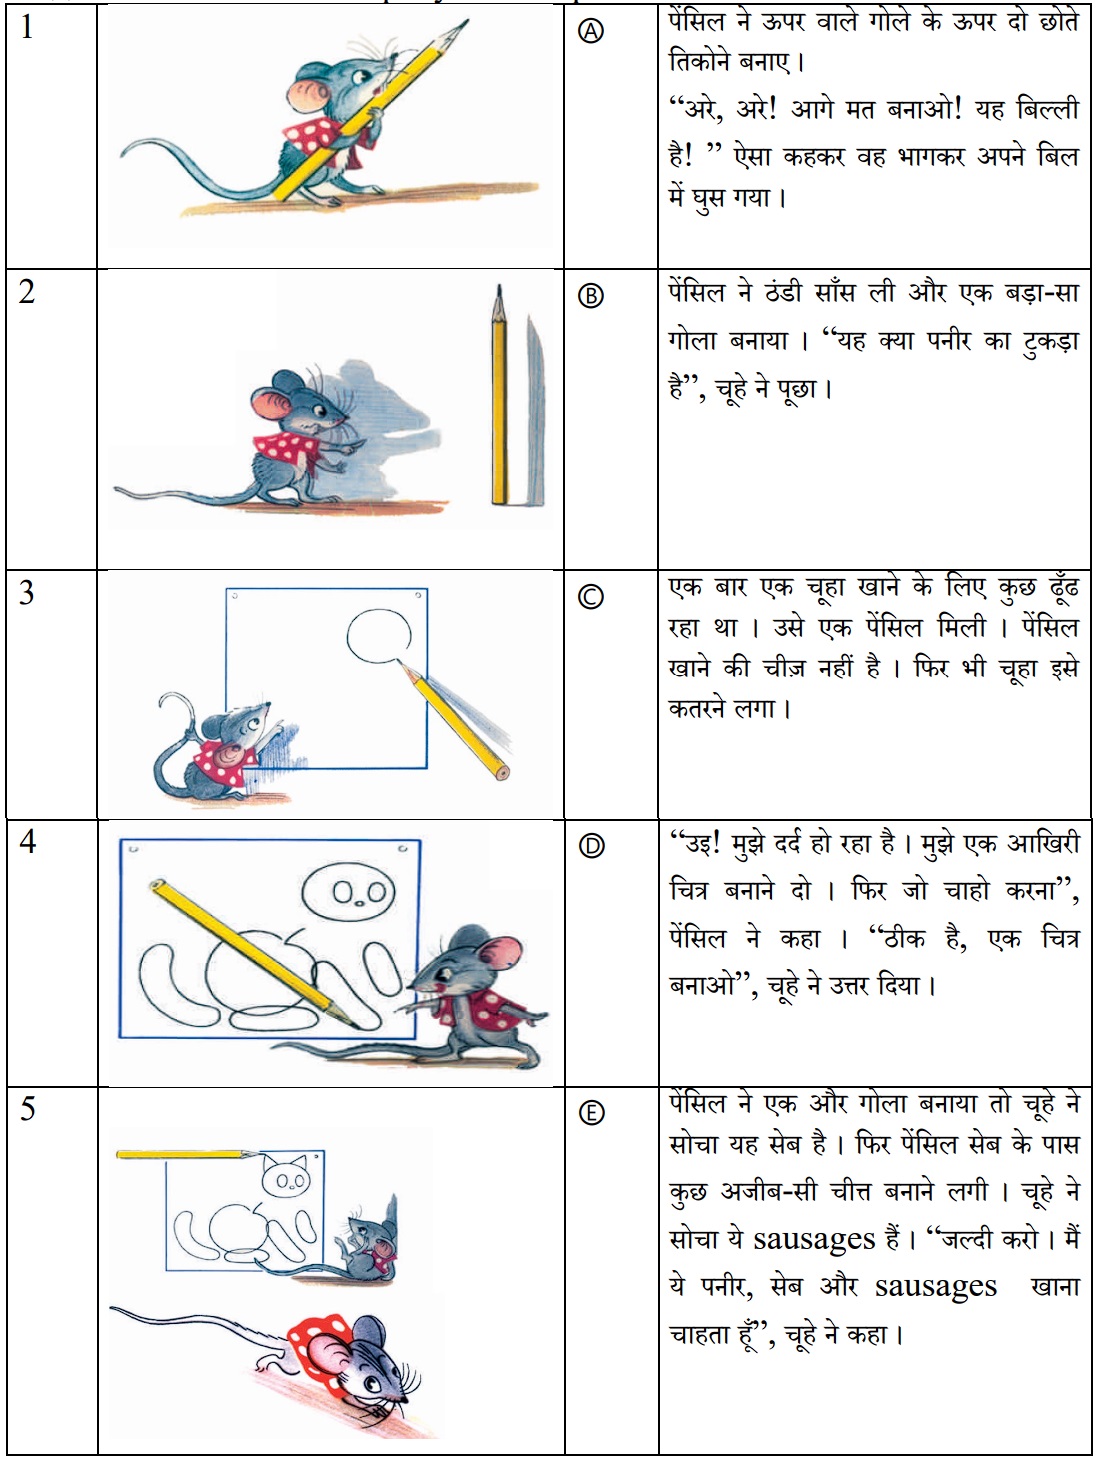 1
Ⓐ
पेंसिल ने ऊपर वाले गोले के ऊपर दो छोते
तिकोने बनाए।
“अरे, अरे! आगे मत बनाओ! यह बिल्ली
है! ” ऐसा कहकर वह भागकर अपने बिल
में घुस गया।
2
Ⓑ
पेंसिल ने ठंडी साँस ली और एक बड़ा-सा
गोला बनाया । “यह क्या पनीर का टुकड़ा
है”, चूहे ने पूछा।
3
Ⓒ
एक बार एक चूहा खाने के लिए कुछ ढूँढ
रहा था । उसे एक पेंसिल मिली । पेंसिल
खाने की चीज़ नहीं है । फिर भी चूहा इसे
कतरने लगा।
4
Ⓓ
“उइ! मुझे दर्द हो रहा है। मुझे एक आखिरी
चित्र बनाने दो । फिर जो चाहो करना”,
पेंसिल ने कहा । “ठीक है, एक चित्र
बनाओ”, चूहे ने उत्तर दिया।
5
Ⓔ
पेंसिल ने एक और गोला बनाया तो चूहे ने
सोचा यह सेब है। फिर पेंसिल सेब के पास
कुछ अजीब-सी चीत्त बनाने लगी । चूहे ने
सोचा ये sausages हैं। “जल्दी करो। मैं
ये पनीर, सेब और sausages खाना
चाहता हूँ”, चूहे ने कहा।